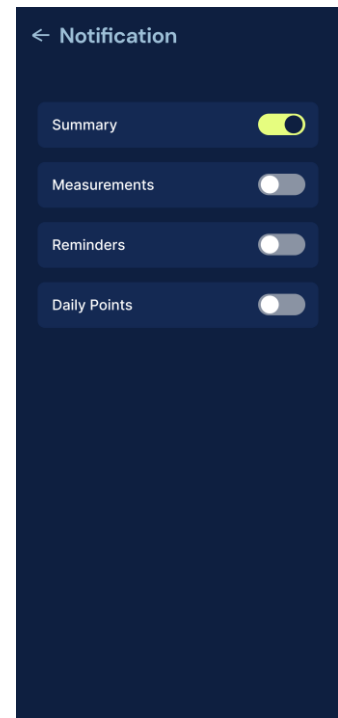 Notification
Summary
Measurements
Reminders
Daily Points